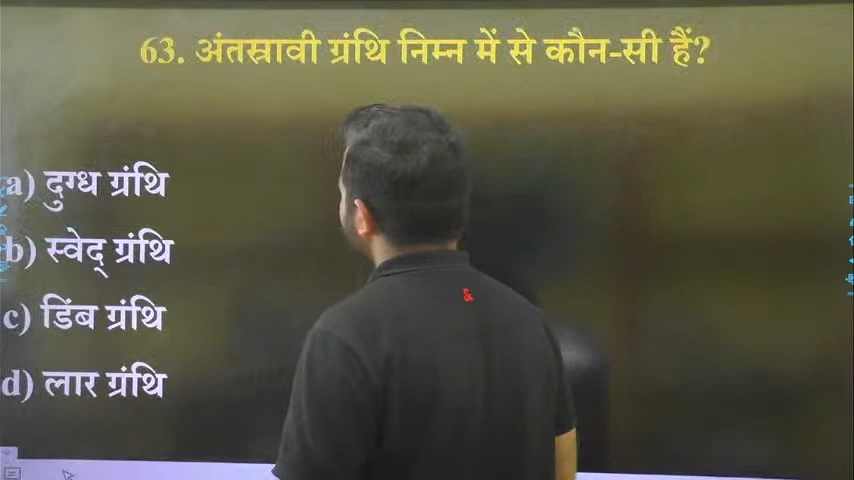 63. अंतस्रावी ग्रंथि निम्न में से कौन-सी हैं?
a) दुग्ध ग्रंथि
b) स्वेद् ग्रंथि
c) डिंब ग्रंथि
d) लार ग्रंथि
&